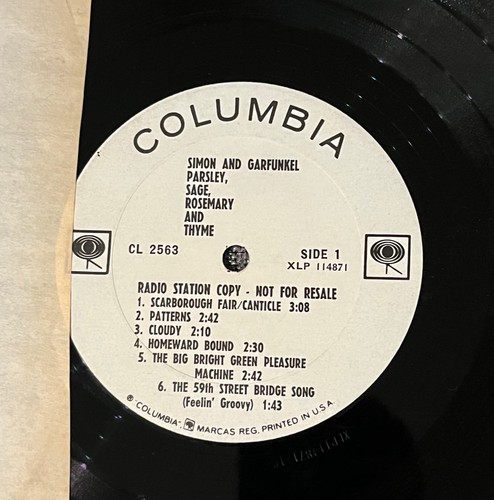 COLUMBIA
SIMON AND GARFUNKEL
PARSLEY,
SAGE,
ROSEMARY
AND
THYME
CL 2563
SIDE 1
XLP 114871
RADIO STATION COPY - NOT FOR RESALE
1. SCARBOROUGH FAIR/CANTICLE 3:08
2. PATTERNS 2:42
3. CLOUDY 2:10
4. HOMEWARD BOUND 2:30
5. THE BIG BRIGHT GREEN PLEASURE
MACHINE 2:42
6. THE 59th STREET BRIDGE SONG
(Feelin' Groovy) 1:43
® "COLUMBIA", MARCAS REG. PRINTED IN U.S.A.